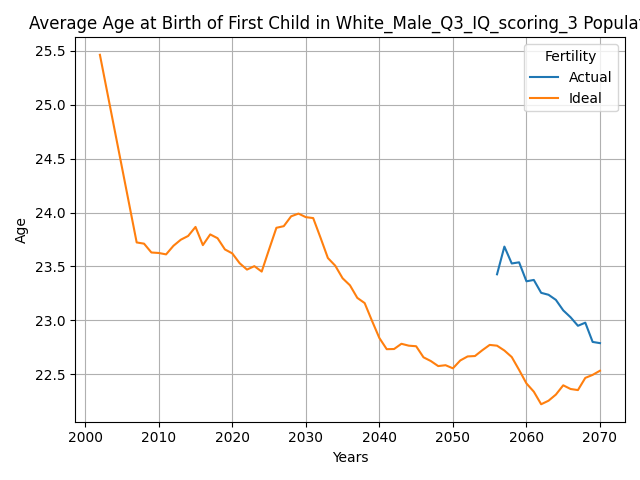 Average Age at Birth of First Child in White_Male_Q3_IQ_scoring_3 Populat
Fertility
Actual
Ideal
25.5
25.0
24.5
24.0
23.5
23.0
22.5
Age
2000 2010 2020 2030 2040 2050 2060 2070
Years